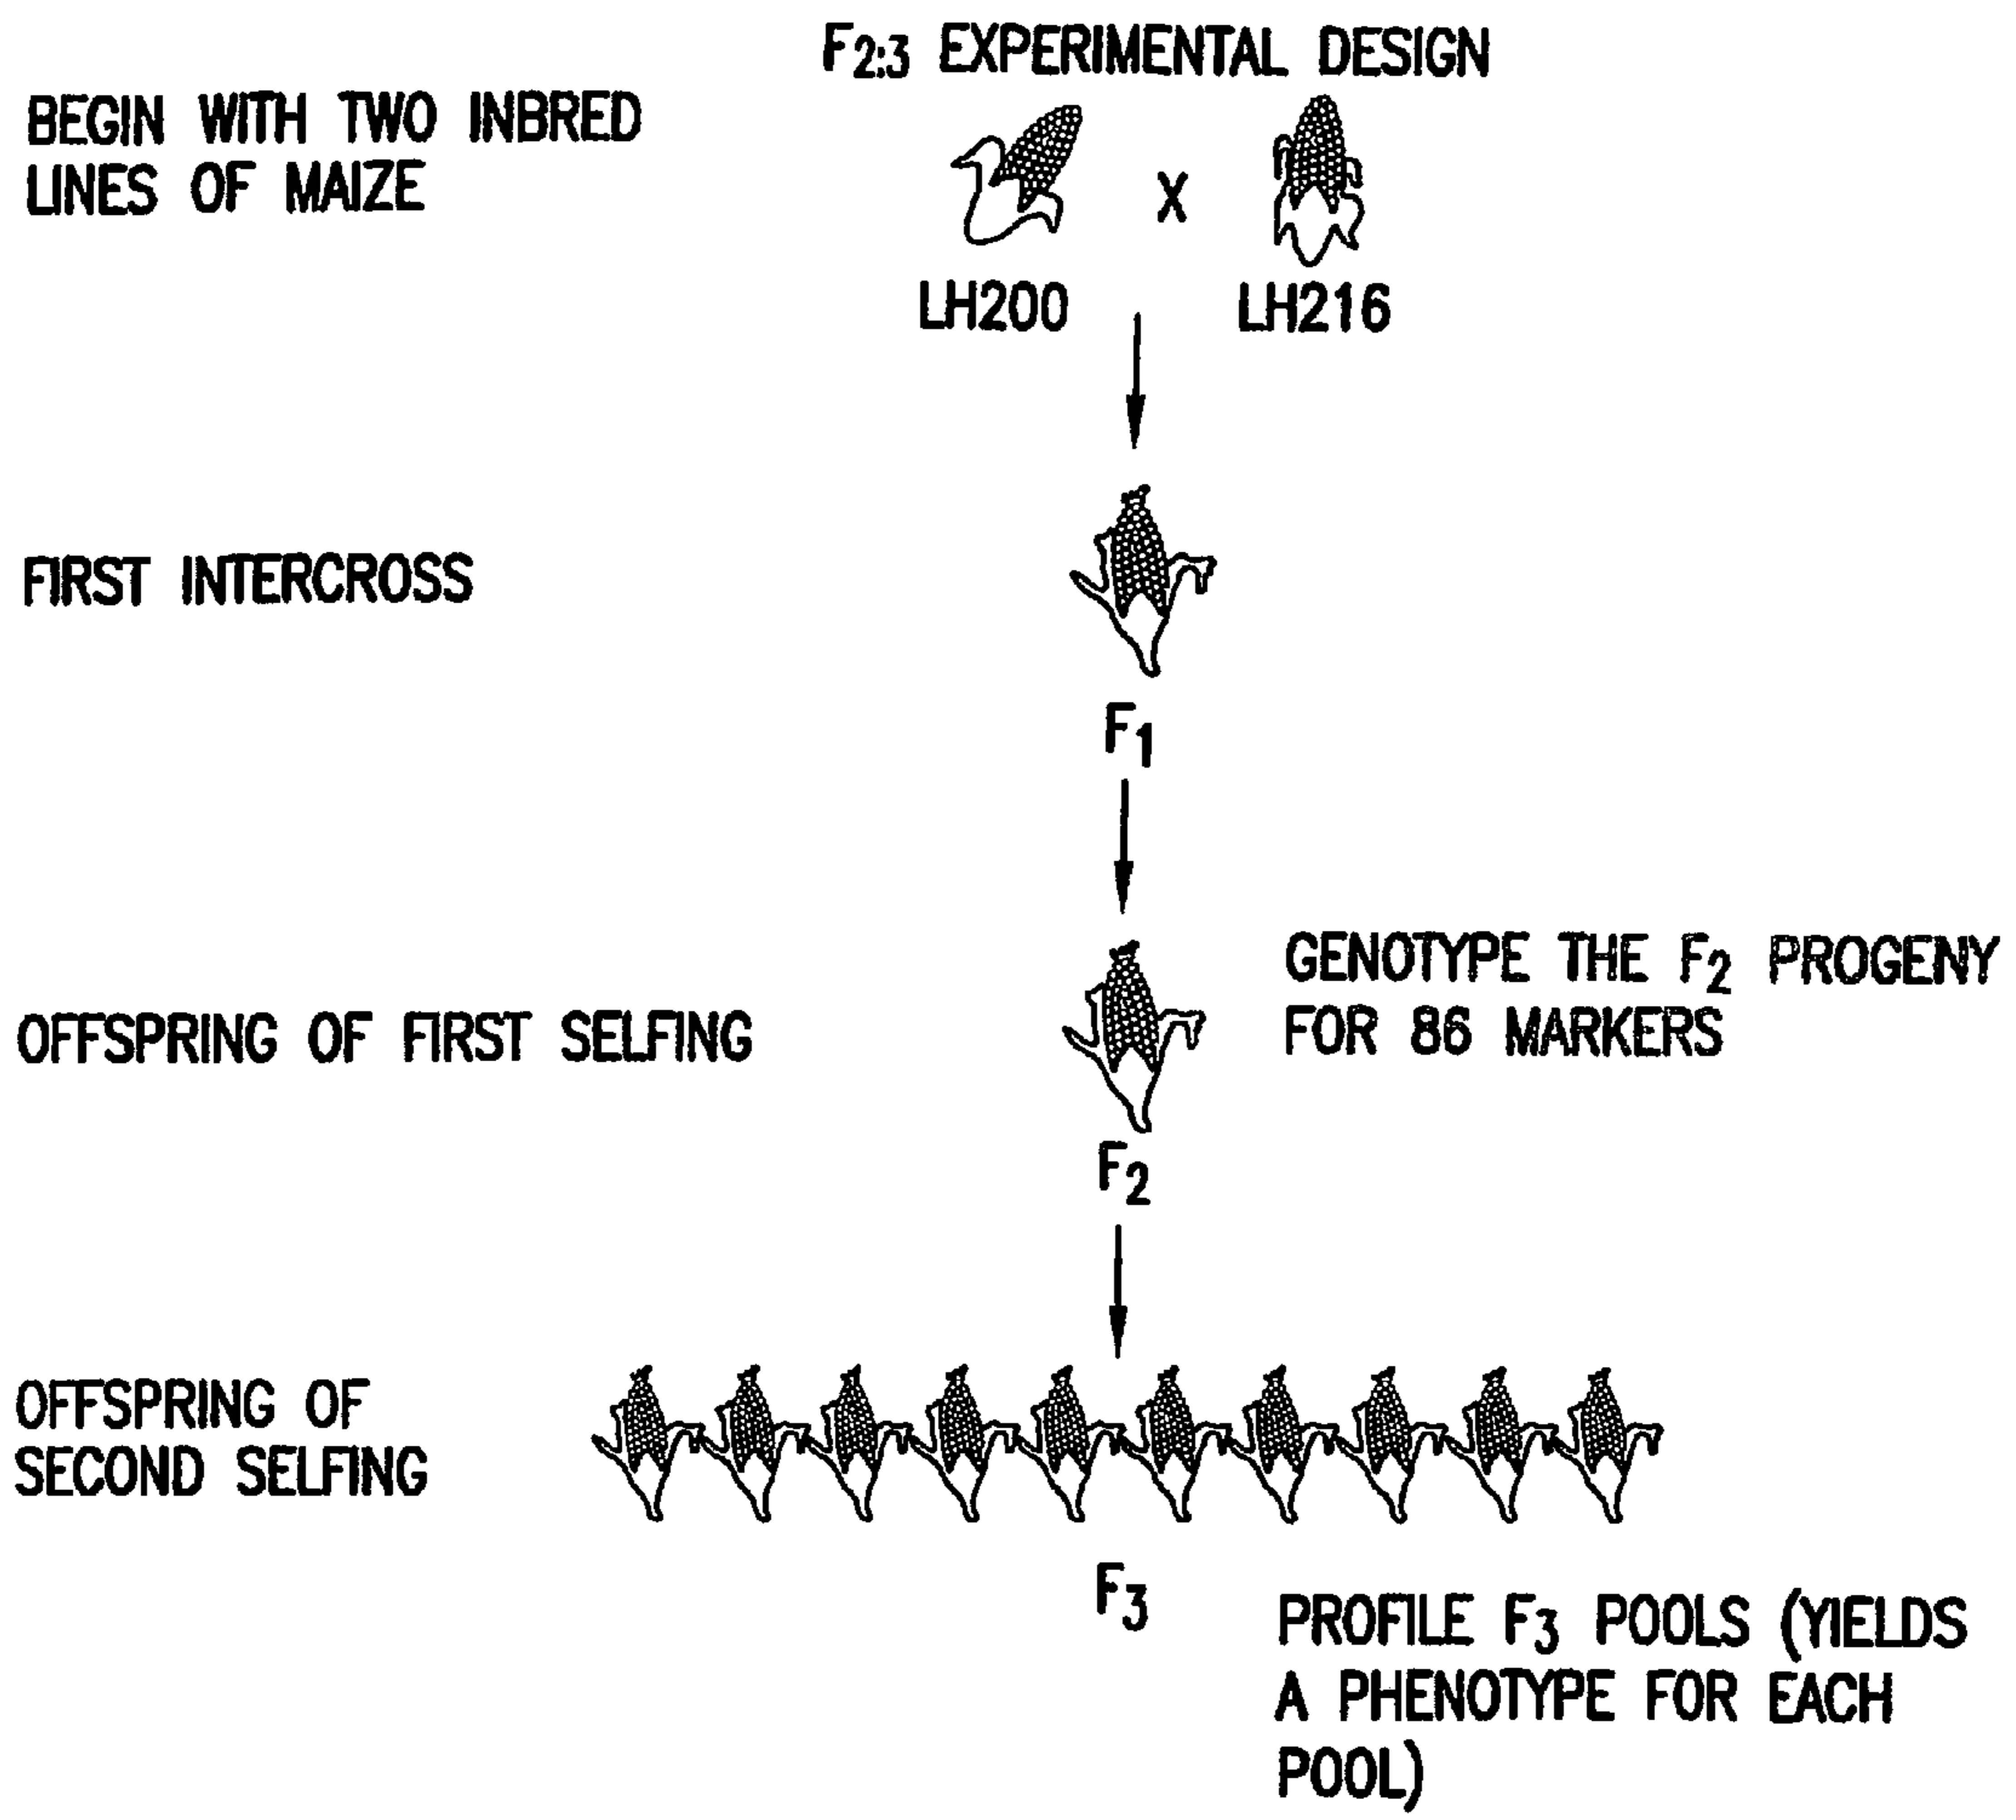 F2:3 EXPERIMENTAL DESIGN
BEGIN WITH TWO INBRED
LINES OF MAIZE
X
LH200
LH216
FIRST INTERCROSS
F1
OFFSPRING OF FIRST SELFING
GENOTYPE THE F2 PROGENY
FOR 86 MARKERS
F2
OFFSPRING OF
SECOND SELFING
F3
PROFILE F3 POOLS (YIELDS
A PHENOTYPE FOR EACH
POOL)